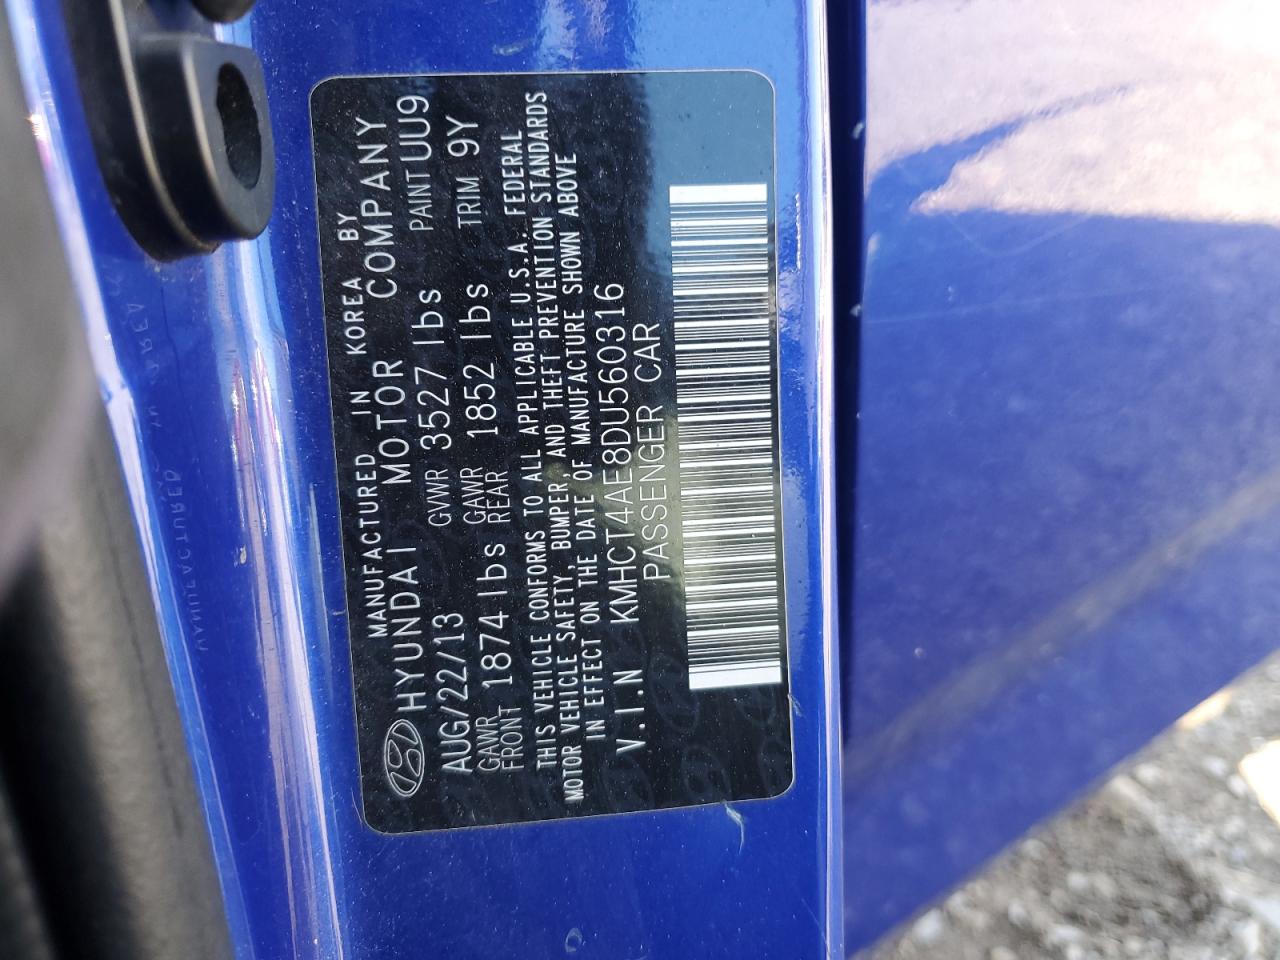 MANUFACTURED IN KOREA BY
HYUNDAI MOTOR COMPANY
AUG/22/13 GVWR 3527 lbs PAINT UU9
GAWR FRONT 1874 lbs GAWR REAR 1852 lbs TRIM 9Y
THIS VEHICLE CONFORMS TO ALL APPLICABLE U.S.A. FEDERAL
MOTOR VEHICLE SAFETY, BUMPER, AND THEFT PREVENTION STANDARDS
IN EFFECT ON THE DATE OF MANUFACTURE SHOWN ABOVE
V.I.N KMHCT4AE8DU560316
PASSENGER CAR